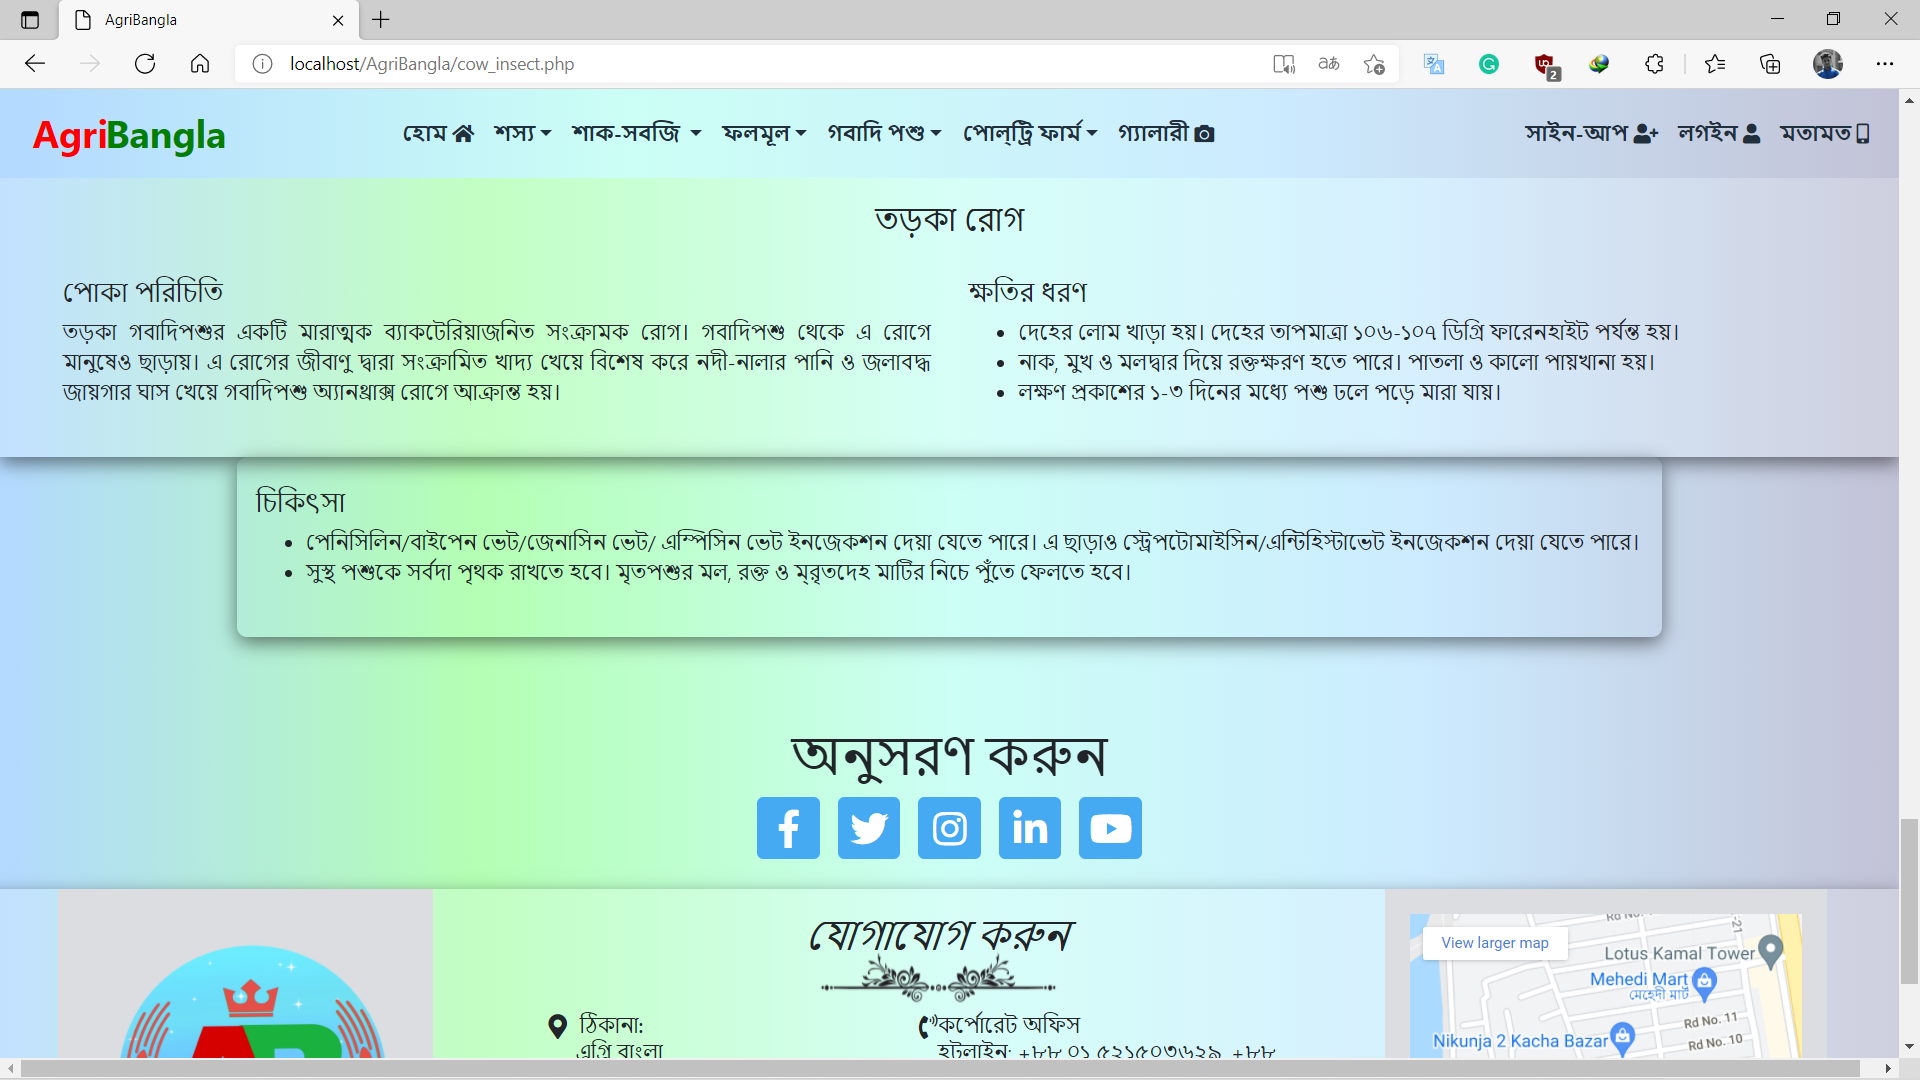 AgriBangla
localhost/AgriBangla/cow_insect.php
2
AgriBangla
হোম শস্য শাক-সবজি ফলমূল গবাদি পশু পোল্ট্রি ফার্ম গ্যালারী সাইন-আপ লগইন মতামত
তড়কা রোগ
পোকা পরিচিতি
তড়কা গবাদিপশুর একটি মারাত্মক ব্যাকটেরিয়াজনিত সংক্রামক রোগ। গবাদিপশু থেকে এ রোগে
মানুষেও ছাড়ায়। এ রোগের জীবাণু দ্বারা সংক্রামিত খাদ্য খেয়ে বিশেষ করে নদী-নালার পানি ও জলাবদ্ধ
জায়গার ঘাস খেয়ে গবাদিপশু অ্যানথ্রাক্স রোগে আক্রান্ত হয়।
ক্ষতির ধরণ
দেহের লোম খাড়া হয়। দেহের তাপমাত্রা ১০৬-১০৭ ডিগ্রি ফারেনহাইট পর্যন্ত হয়।
নাক, মুখ ও মলদ্বার দিয়ে রক্তক্ষরণ হতে পারে। পাতলা ও কালো পায়খানা হয়।
লক্ষণ প্রকাশের ১-৩ দিনের মধ্যে পশু ঢলে পড়ে মারা যায়।
চিকিৎসা
পেনিসিলিন/বাইপেন ভেট/জেনাসিন ভেট/ এম্পিসিন ভেট ইনজেকশন দেয়া যেতে পারে। এ ছাড়াও স্ট্রেপটোমাইসিন/এন্টিহিস্টাভেট ইনজেকশন দেয়া যেতে পারে।
সুস্থ পশুকে সর্বদা পৃথক রাখতে হবে। মৃতপশুর মল, রক্ত ও ম্রৃতদেহ মাটির নিচে পুঁতে ফেলতে হবে।
অনুসরণ করুন
যোগাযোগ করুন
ঠিকানা:
এগ্রি বাংলা
কর্পোরেট অফিস
হটলাইন: +৮৮ ০১ ৫২১৫০৩৬২৯, +৮৮
View larger map
Lotus Kamal Tower
Mehedi Mart
মেহেদী মার্ট
Rd No. 11
Nikunja 2 Kacha Bazar
Rd No. 10